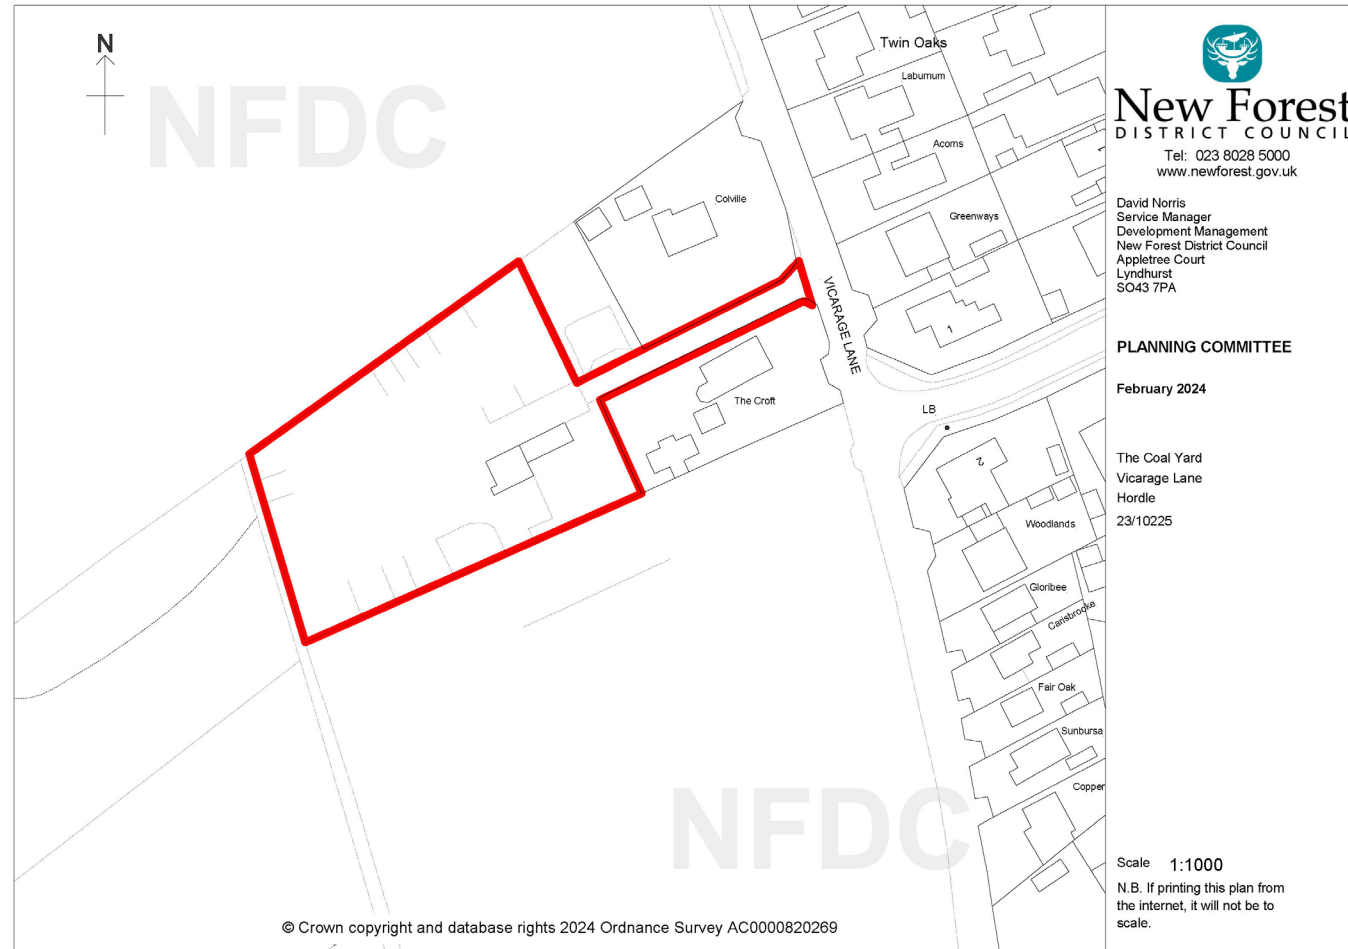 N
NFDC
Twin Oaks
Laburnum
Acorns
Colville
Greenways
VICARAGE LANE
1
The Croft
LB
2
Woodlands
Gloribee
Carisbrooke
Fair Oak
Sunbursa
Copper
NFDC
© Crown copyright and database rights 2024 Ordnance Survey AC0000820269
New Forest
DISTRICT COUNCIL
Tel: 023 8028 5000
www.newforest.gov.uk
David Norris
Service Manager
Development Management
New Forest District Council
Appletree Court
Lyndhurst
SO43 7PA
PLANNING COMMITTEE
February 2024
The Coal Yard
Vicarage Lane
Hordle
23/10225
Scale 1:1000
N.B. If printing this plan from
the internet, it will not be to
scale.